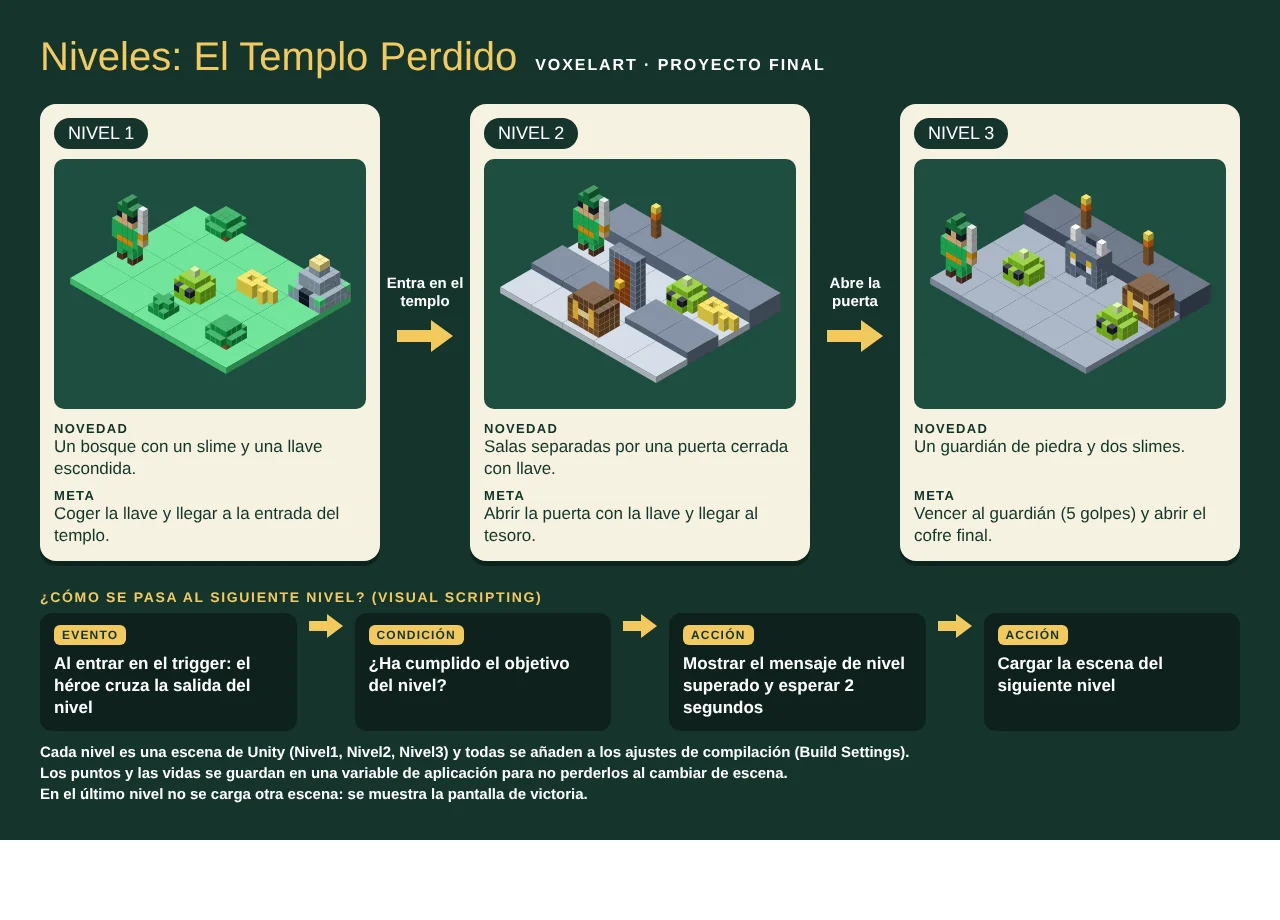 Niveles: El Templo Perdido
VOXELART · PROYECTO FINAL
NIVEL 1
NOVEDAD
Un bosque con un slime y una llave
escondida.
META
Coger la llave y llegar a la entrada del
templo.
Entra en el
templo
NIVEL 2
NOVEDAD
Salas separadas por una puerta cerrada
con llave.
META
Abrir la puerta con la llave y llegar al
tesoro.
Abre la
puerta
NIVEL 3
NOVEDAD
Un guardián de piedra y dos slimes.
META
Vencer al guardián (5 golpes) y abrir el
cofre final.
¿CÓMO SE PASA AL SIGUIENTE NIVEL? (VISUAL SCRIPTING)
EVENTO
Al entrar en el trigger: el
héroe cruza la salida del
nivel
CONDICIÓN
¿Ha cumplido el objetivo
del nivel?
ACCIÓN
Mostrar el mensaje de nivel
superado y esperar 2
segundos
ACCIÓN
Cargar la escena del
siguiente nivel
Cada nivel es una escena de Unity (Nivel1, Nivel2, Nivel3) y todas se añaden a los ajustes de compilación (Build Settings).
Los puntos y las vidas se guardan en una variable de aplicación para no perderlos al cambiar de escena.
En el último nivel no se carga otra escena: se muestra la pantalla de victoria.